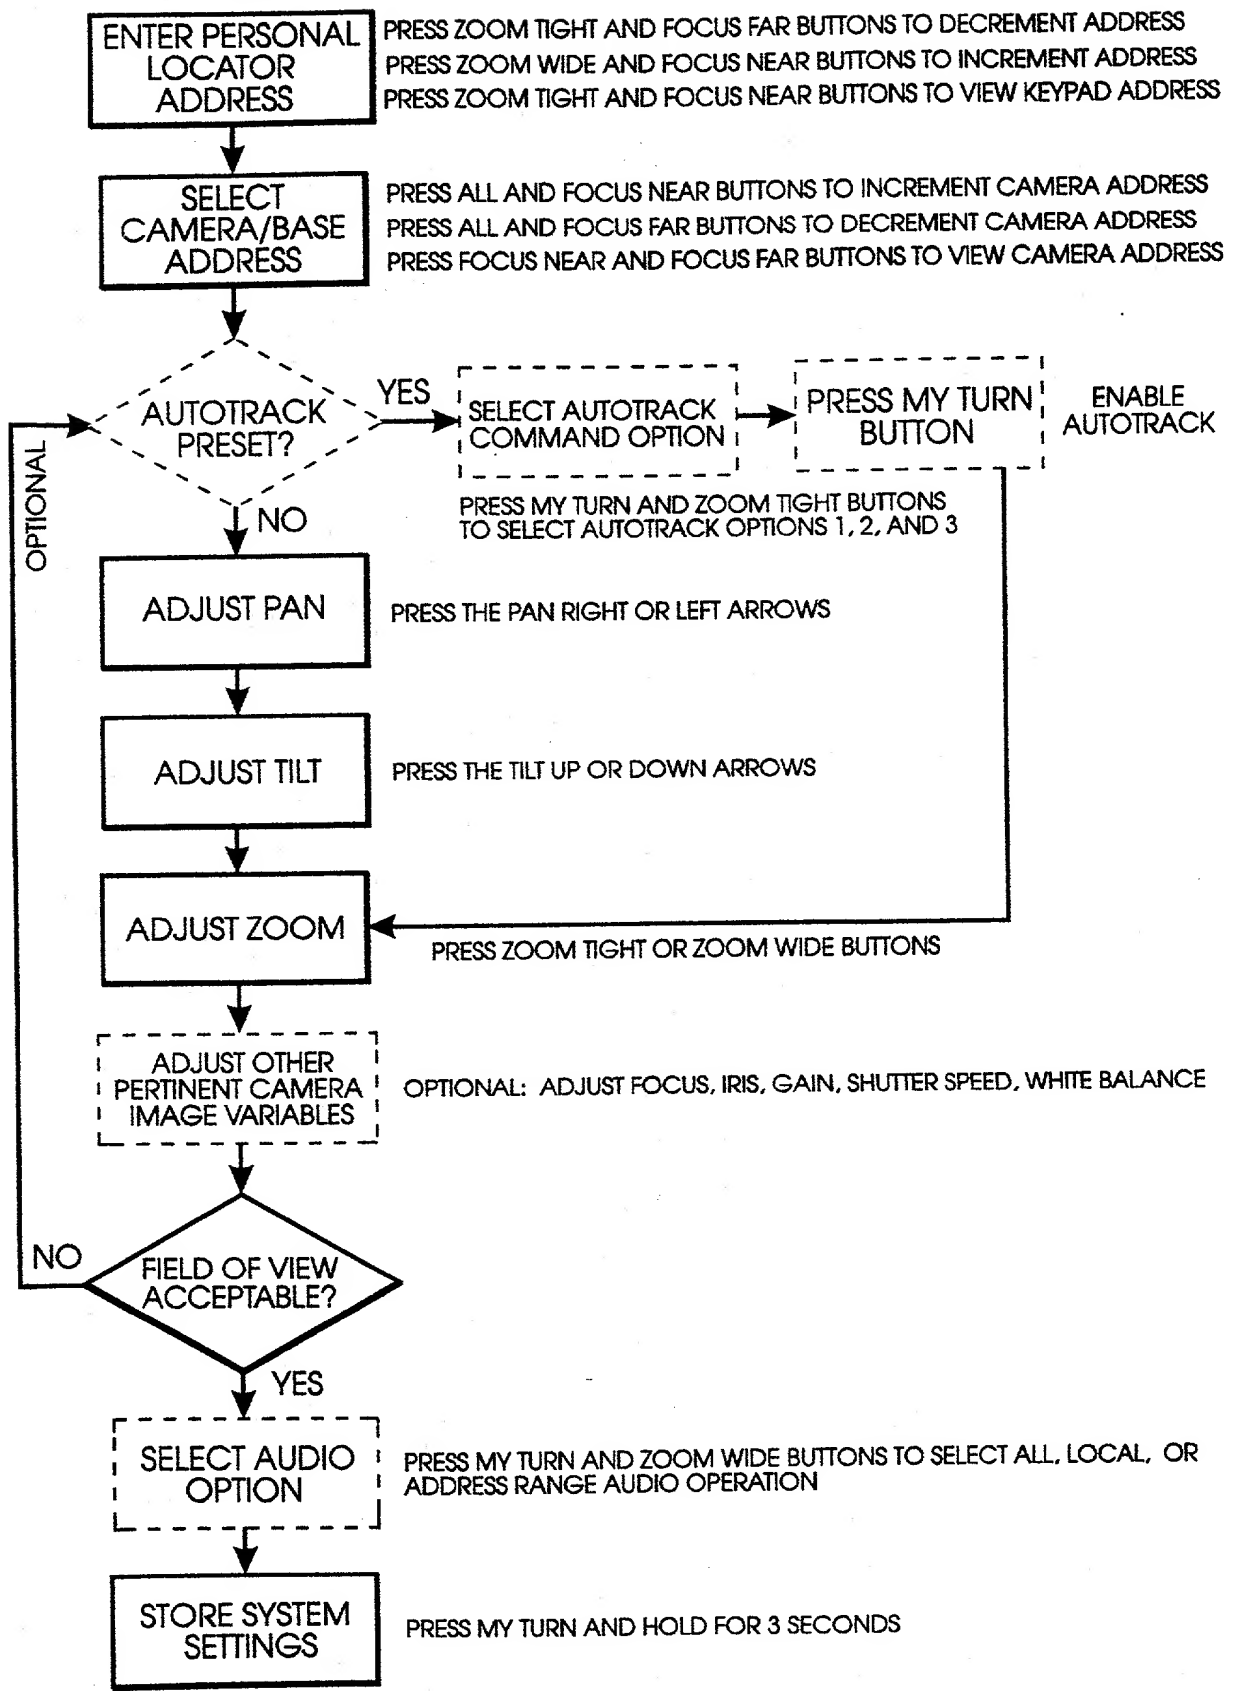 ENTER PERSONAL
LOCATOR
ADDRESS
PRESS ZOOM TIGHT AND FOCUS FAR BUTTONS TO DECREMENT ADDRESS
PRESS ZOOM WIDE AND FOCUS NEAR BUTTONS TO INCREMENT ADDRESS
PRESS ZOOM TIGHT AND FOCUS NEAR BUTTONS TO VIEW KEYPAD ADDRESS
SELECT
CAMERA/BASE
ADDRESS
PRESS ALL AND FOCUS NEAR BUTTONS TO INCREMENT CAMERA ADDRESS
PRESS ALL AND FOCUS FAR BUTTONS TO DECREMENT CAMERA ADDRESS
PRESS FOCUS NEAR AND FOCUS FAR BUTTONS TO VIEW CAMERA ADDRESS
AUTOTRACK
PRESET?
YES
SELECT AUTOTRACK
COMMAND OPTION
PRESS MY TURN
BUTTON
ENABLE
AUTOTRACK
PRESS MY TURN AND ZOOM TIGHT BUTTONS
TO SELECT AUTOTRACK OPTIONS 1, 2, AND 3
OPTIONAL
NO
ADJUST PAN
PRESS THE PAN RIGHT OR LEFT ARROWS
ADJUST TILT
PRESS THE TILT UP OR DOWN ARROWS
ADJUST ZOOM
PRESS ZOOM TIGHT OR ZOOM WIDE BUTTONS
ADJUST OTHER
PERTINENT CAMERA
IMAGE VARIABLES
OPTIONAL: ADJUST FOCUS, IRIS, GAIN, SHUTTER SPEED, WHITE BALANCE
NO
FIELD OF VIEW
ACCEPTABLE?
YES
SELECT AUDIO
OPTION
PRESS MY TURN AND ZOOM WIDE BUTTONS TO SELECT ALL, LOCAL, OR
ADDRESS RANGE AUDIO OPERATION
STORE SYSTEM
SETTINGS
PRESS MY TURN AND HOLD FOR 3 SECONDS